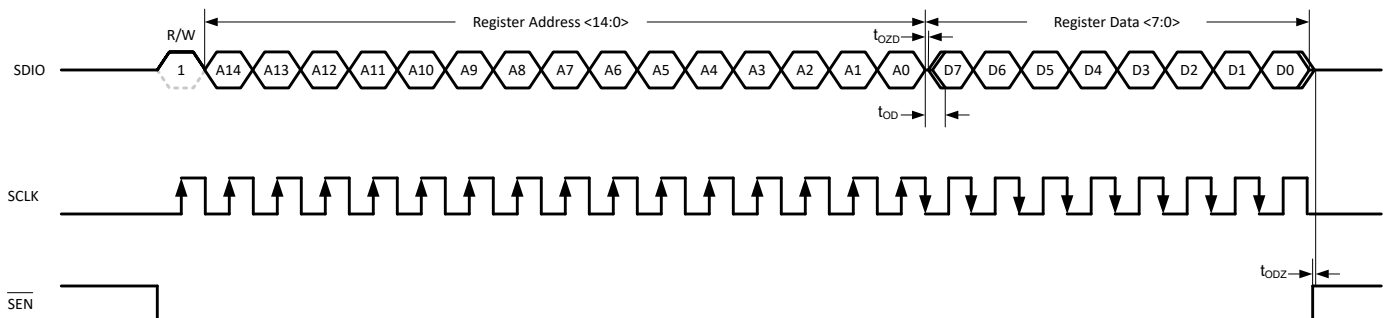 Register Address <14:0> Register Data <7:0>
R/W tOZD
SDIO 1 A14 A13 A12 A11 A10 A9 A8 A7 A6 A5 A4 A3 A2 A1 A0 D7 D6 D5 D4 D3 D2 D1 D0
tOD
SCLK
tODZ
SEN